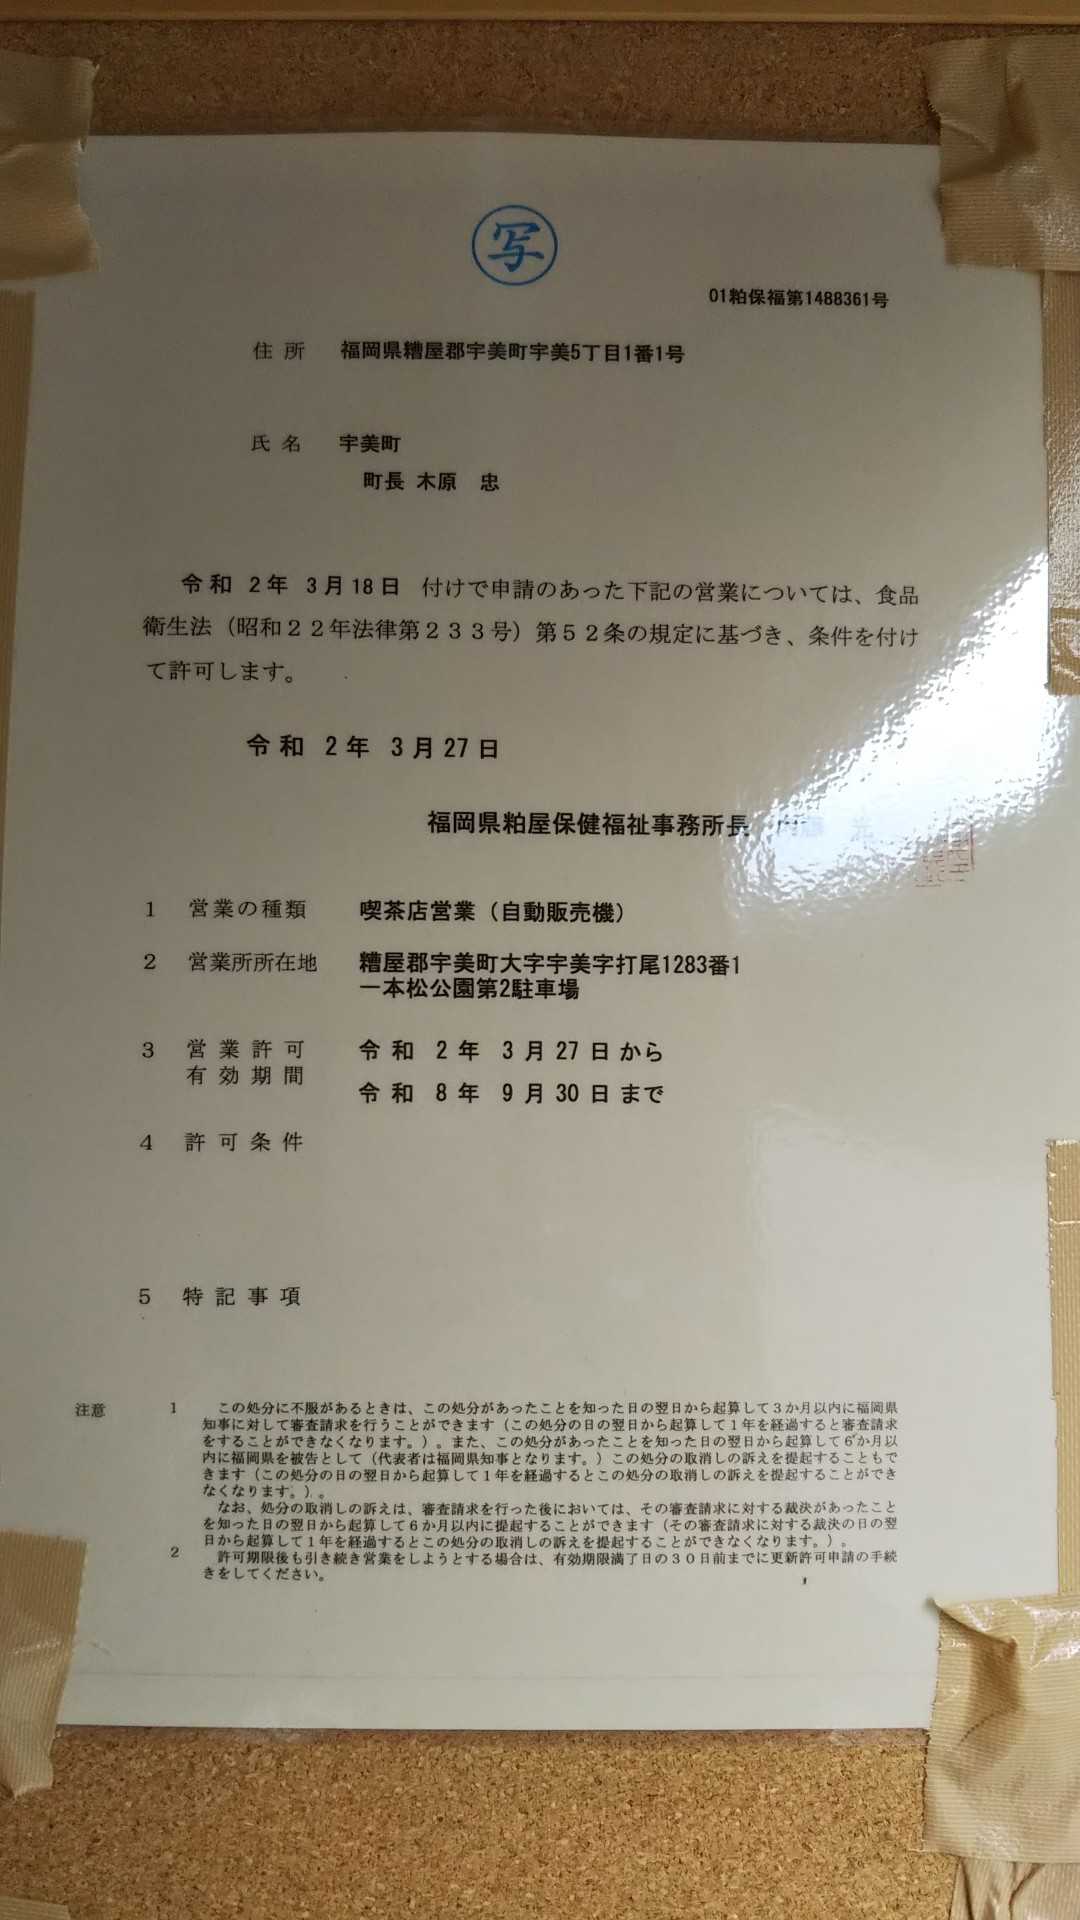 写
01粕保福第1488361号
住所 福岡県糟屋郡宇美町宇美5丁目1番1号
氏名 宇美町
町長 木原 忠
令和 2年 3月18日 付けで申請のあった下記の営業については、食品
衛生法（昭和２２年法律第２３３号）第５２条の規定に基づき、条件を付け
て許可します。
令和 2年 3月27日
福岡県粕屋保健福祉事務所長
1 営業の種類 喫茶店営業（自動販売機）
2 営業所所在地 糟屋郡宇美町大字宇美字打尾1283番1
一本松公園第2駐車場
3 営業許可 令和 2年 3月27日から
有効期間
令和 8年 9月30日まで
4 許可条件
5 特記事項
注意 1 この処分に不服があるときは、この処分があったことを知った日の翌日から起算して３か月以内に福岡県
知事に対して審査請求を行うことができます（この処分の日の翌日から起算して１年を経過すると審査請求
をすることができなくなります。）。また、この処分があったことを知った日の翌日から起算して６か月以
内に福岡県を被告として（代表者は福岡県知事となります。）この処分の取消しの訴えを提起することもで
きます（この処分の日の翌日から起算して１年を経過するとこの処分の取消しの訴えを提起することができ
なくなります。）。
なお、処分の取消しの訴えは、審査請求を行った後においては、その審査請求に対する裁決があったこと
を知った日の翌日から起算して６か月以内に提起することができます（その審査請求に対する裁決の日の翌
日から起算して１年を経過するとこの処分の取消しの訴えを提起することができなくなります。）。
2 許可期限後も引き続き営業をしようとする場合は、有効期限満了日の３０日前までに更新許可申請の手続
きをしてください。